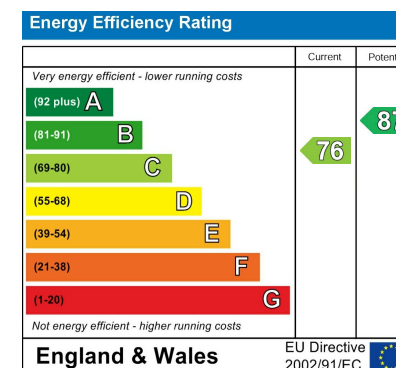 Energy Efficiency Rating
Current
Very energy efficient - lower running costs
(92 plus) A
(81-91) B
(69-80) C
(55-68) D
(39-54) E
(21-38) F
(1-20) G
76
87
Not energy efficient - higher running costs
England & Wales
EU Directive
2002/91/EC